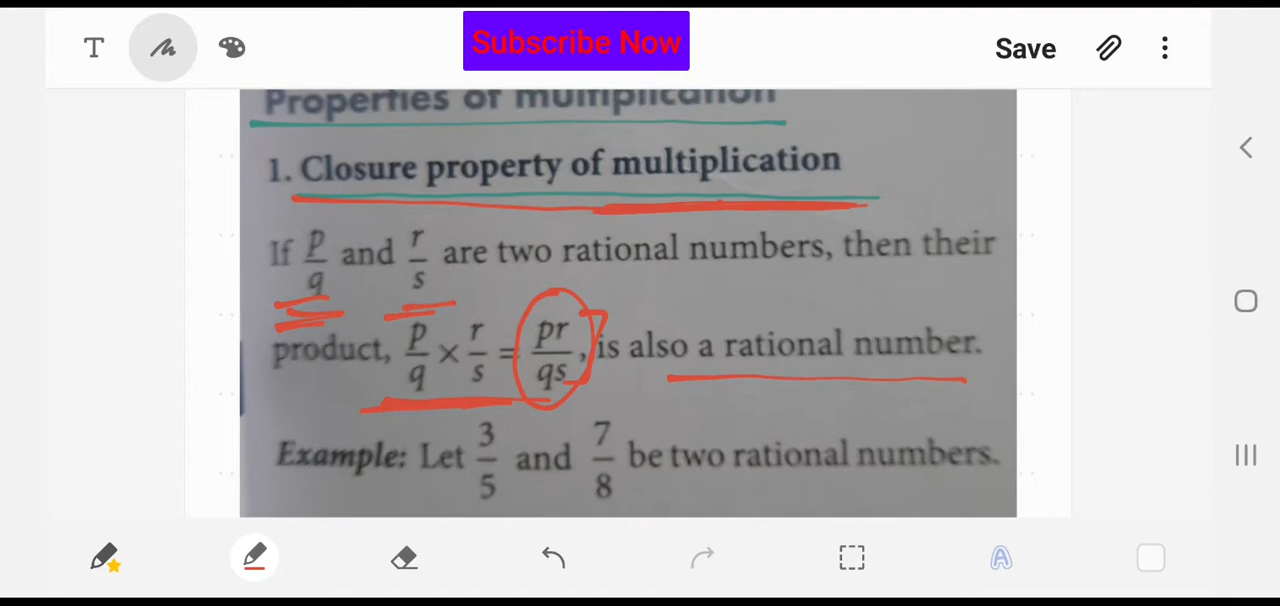 T Subscribe Now Save
Properties of multiplication
1. Closure property of multiplication
If p/q and r/s are two rational numbers, then their
product, p/q × r/s = pr/qs, is also a rational number.
Example: Let 3/5 and 7/8 be two rational numbers.
A